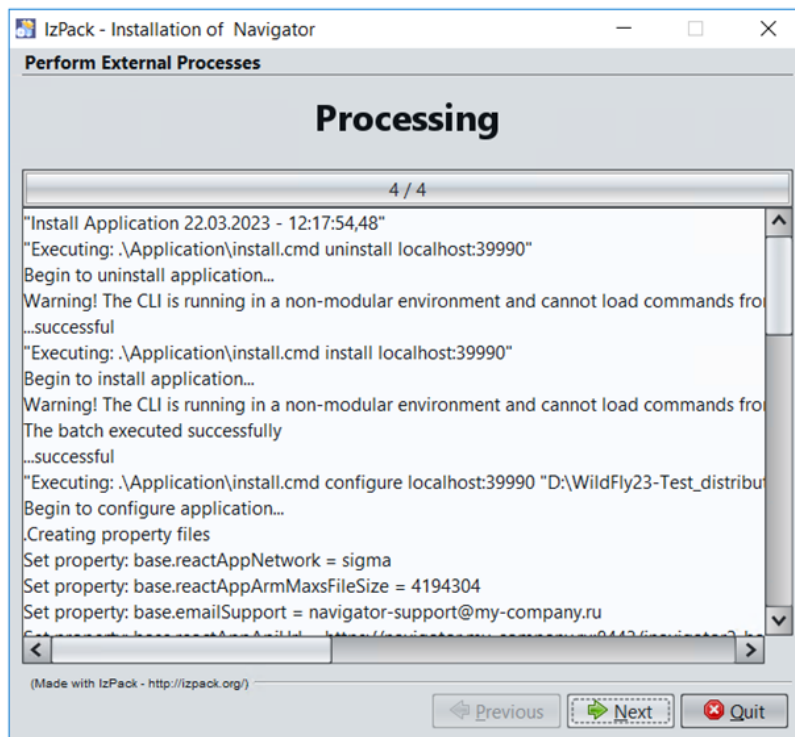 IzPack - Installation of Navigator
Perform External Processes
Processing
4 / 4
"Install Application 22.03.2023 - 12:17:54,48"
"Executing: .\Application\install.cmd uninstall localhost:39990"
Begin to uninstall application...
Warning! The CLI is running in a non-modular environment and cannot load commands from
...successful
"Executing: .\Application\install.cmd install localhost:39990"
Begin to install application...
Warning! The CLI is running in a non-modular environment and cannot load commands from
The batch executed successfully
...successful
"Executing: .\Application\install.cmd configure localhost:39990 "D:\WildFly23-Test_distribut
Begin to configure application...
.Creating property files
Set property: base.reactAppNetwork = sigma
Set property: base.reactAppArmMaxsFileSize = 4194304
Set property: base.emailSupport = navigator-support@my-company.ru
(Made with IzPack - http://izpack.org/)
Previous
Next
Quit